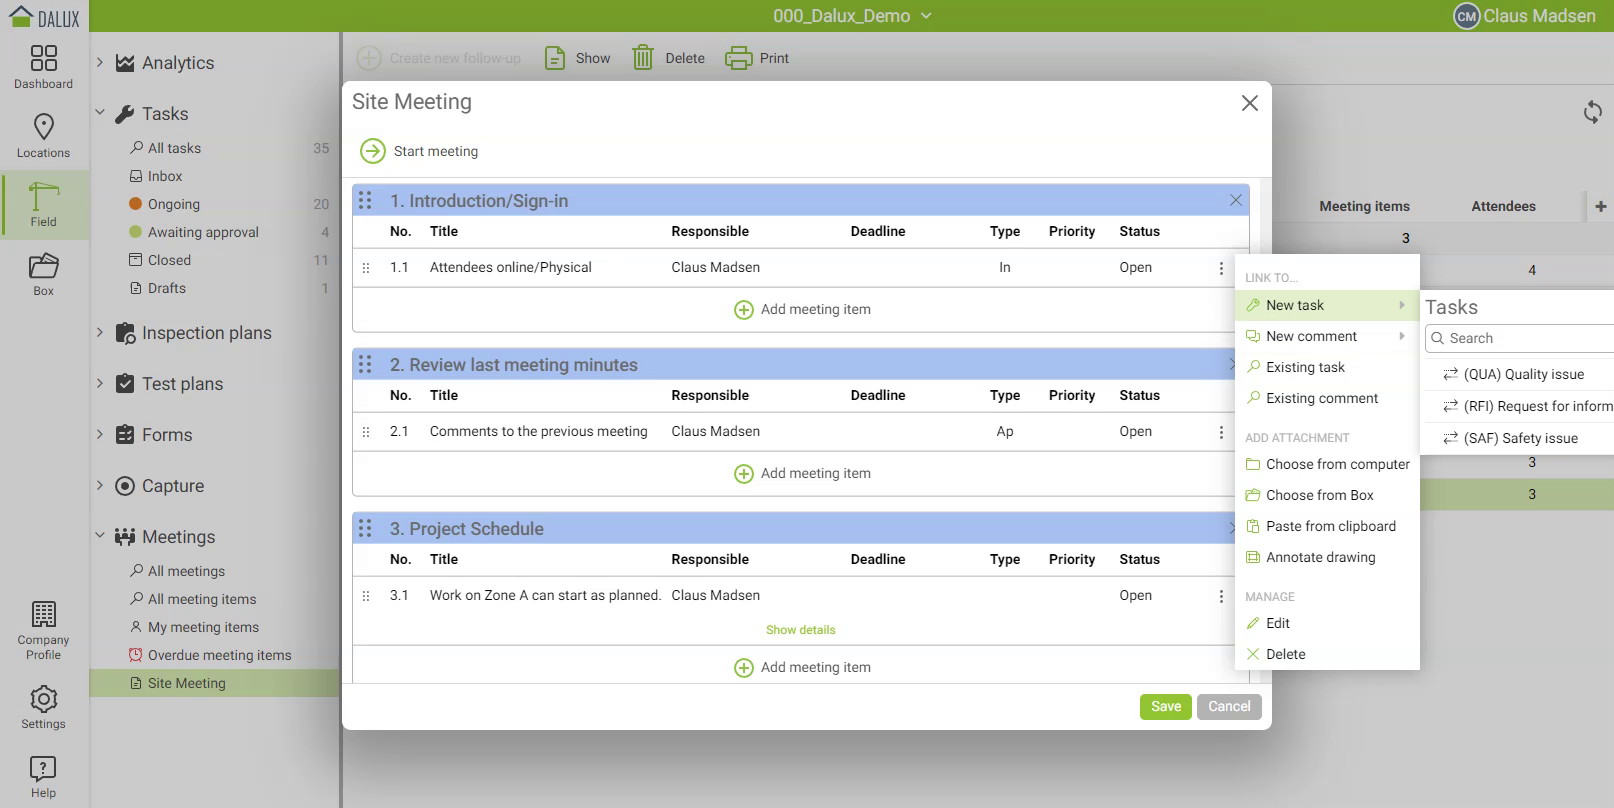 DALUX
000_Dalux_Demo
CM Claus Madsen
Dashboard
Locations
Field
Box
Company
Profile
Settings
Help
Analytics
Tasks
All tasks 35
Inbox
Ongoing 20
Awaiting approval 4
Closed 11
Drafts 1
Inspection plans
Test plans
Forms
Capture
Meetings
All meetings
All meeting items
My meeting items
Overdue meeting items
Site Meeting
Create new follow-up Show Delete Print
Site Meeting
Start meeting
1. Introduction/Sign-in
No. Title Responsible Deadline Type Priority Status
1.1 Attendees online/Physical Claus Madsen In Open
Add meeting item
2. Review last meeting minutes
No. Title Responsible Deadline Type Priority Status
2.1 Comments to the previous meeting Claus Madsen Ap Open
Add meeting item
3. Project Schedule
No. Title Responsible Deadline Type Priority Status
3.1 Work on Zone A can start as planned. Claus Madsen Open
Show details
Add meeting item
Save Cancel
Meeting items Attendees
3
4
3
3
LINK TO...
New task
New comment
Existing task
Existing comment
ADD ATTACHMENT
Choose from computer
Choose from Box
Paste from clipboard
Annotate drawing
MANAGE
Edit
Delete
Tasks
Search
(QUA) Quality issue
(RFI) Request for inform
(SAF) Safety issue